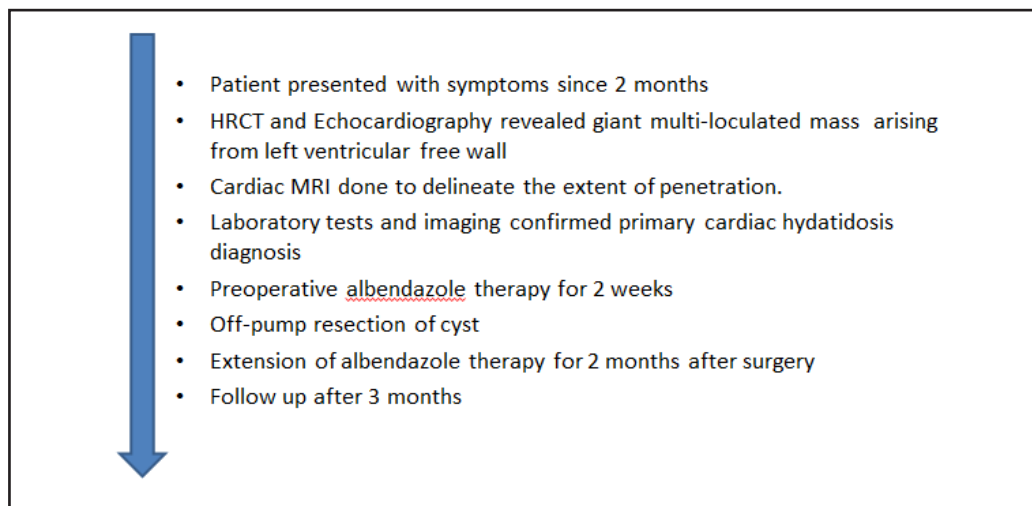 • Patient presented with symptoms since 2 months
• HRCT and Echocardiography revealed giant multi-loculated mass arising
from left ventricular free wall
• Cardiac MRI done to delineate the extent of penetration.
• Laboratory tests and imaging confirmed primary cardiac hydatidosis
diagnosis
• Preoperative albendazole therapy for 2 weeks
• Off-pump resection of cyst
• Extension of albendazole therapy for 2 months after surgery
• Follow up after 3 months